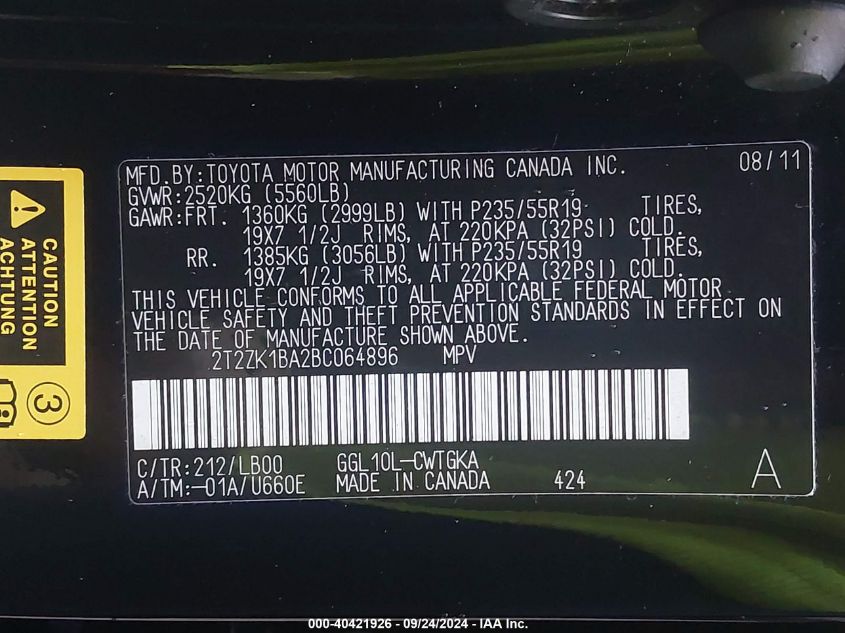 MFD.BY:TOYOTA MOTOR MANUFACTURING CANADA INC. 08/11
GVWR:2520KG (5560LB)
GAWR:FRT. 1360KG (2999LB) WITH P235/55R19 TIRES,
19X7 1/2J RIMS, AT 220KPA (32PSI) COLD.
RR. 1385KG (3056LB) WITH P235/55R19 TIRES,
19X7 1/2J RIMS, AT 220KPA (32PSI) COLD.
THIS VEHICLE CONFORMS TO ALL APPLICABLE FEDERAL MOTOR
VEHICLE SAFETY AND THEFT PREVENTION STANDARDS IN EFFECT ON
THE DATE OF MANUFACTURE SHOWN ABOVE.
2T2ZK1BA2BC064896 MPV
C/TR:212/LB00 GGL10L-CWTGKA
A/TM:-01A/U660E MADE IN CANADA 424 A
CAUTION
ATTENTION
ACHTUNG
3
000-40421926 - 09/24/2024 - IAA Inc.